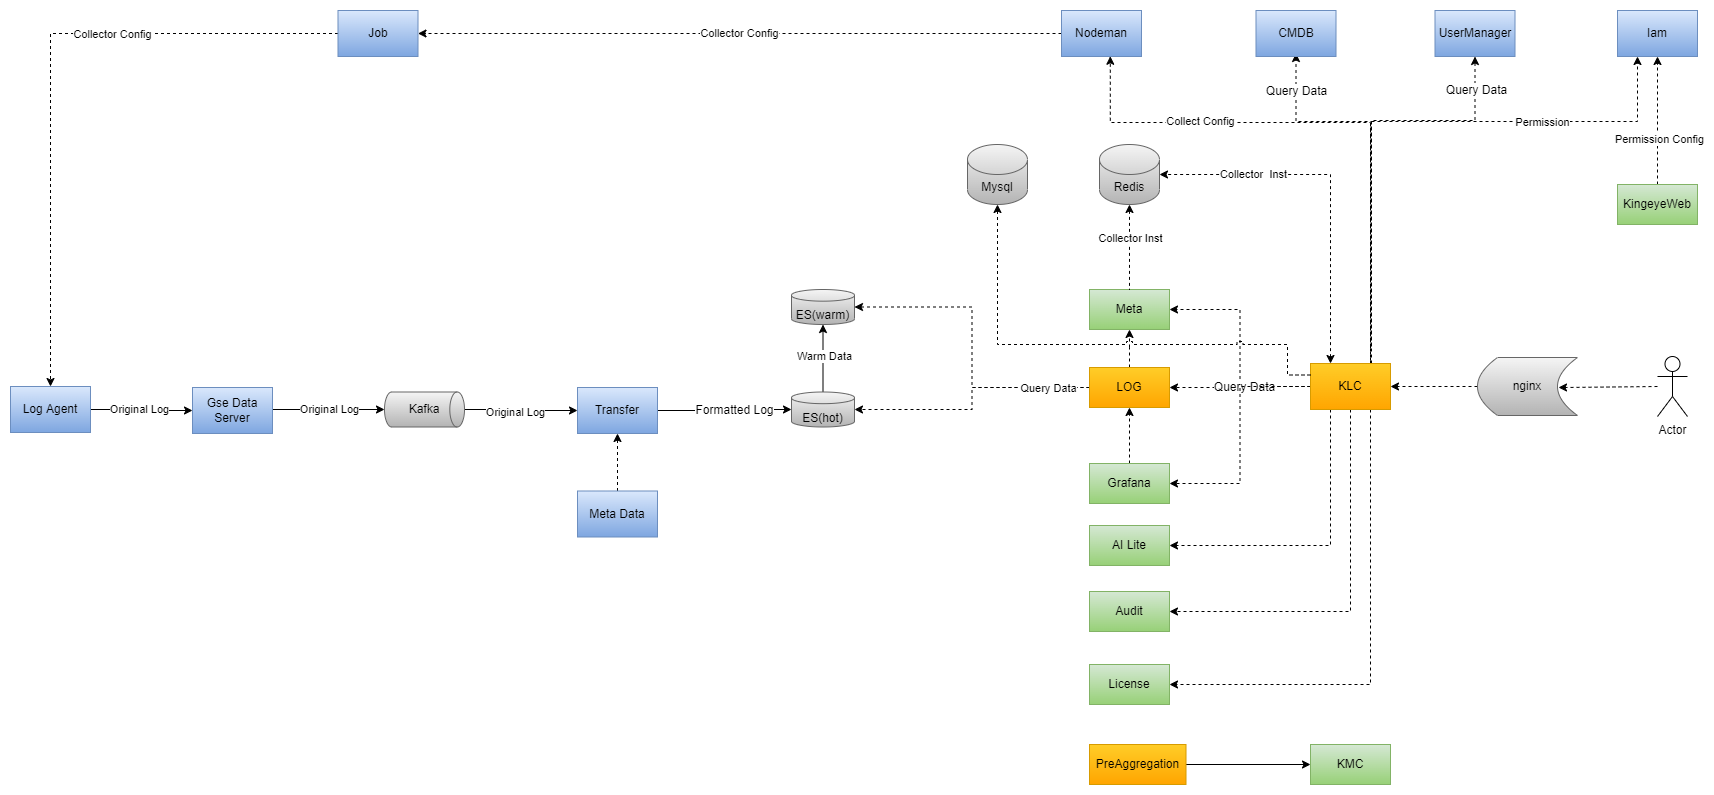 Job
Nodeman
CMDB
UserManager
Iam
Collector Config
Collector Config
Query Data
Query Data
Collect Config
Permission
Permission Config
Mysql
Redis
Collector  Inst
KingeyeWeb
Collector Inst
ES(warm)
Meta
Warm Data
Query Data
LOG
Query Data
KLC
nginx
Actor
Log Agent
Original Log
Gse Data
Server
Original Log
Kafka
Original Log
Transfer
Formatted Log
ES(hot)
Grafana
Meta Data
AI Lite
Audit
License
PreAggregation
KMC